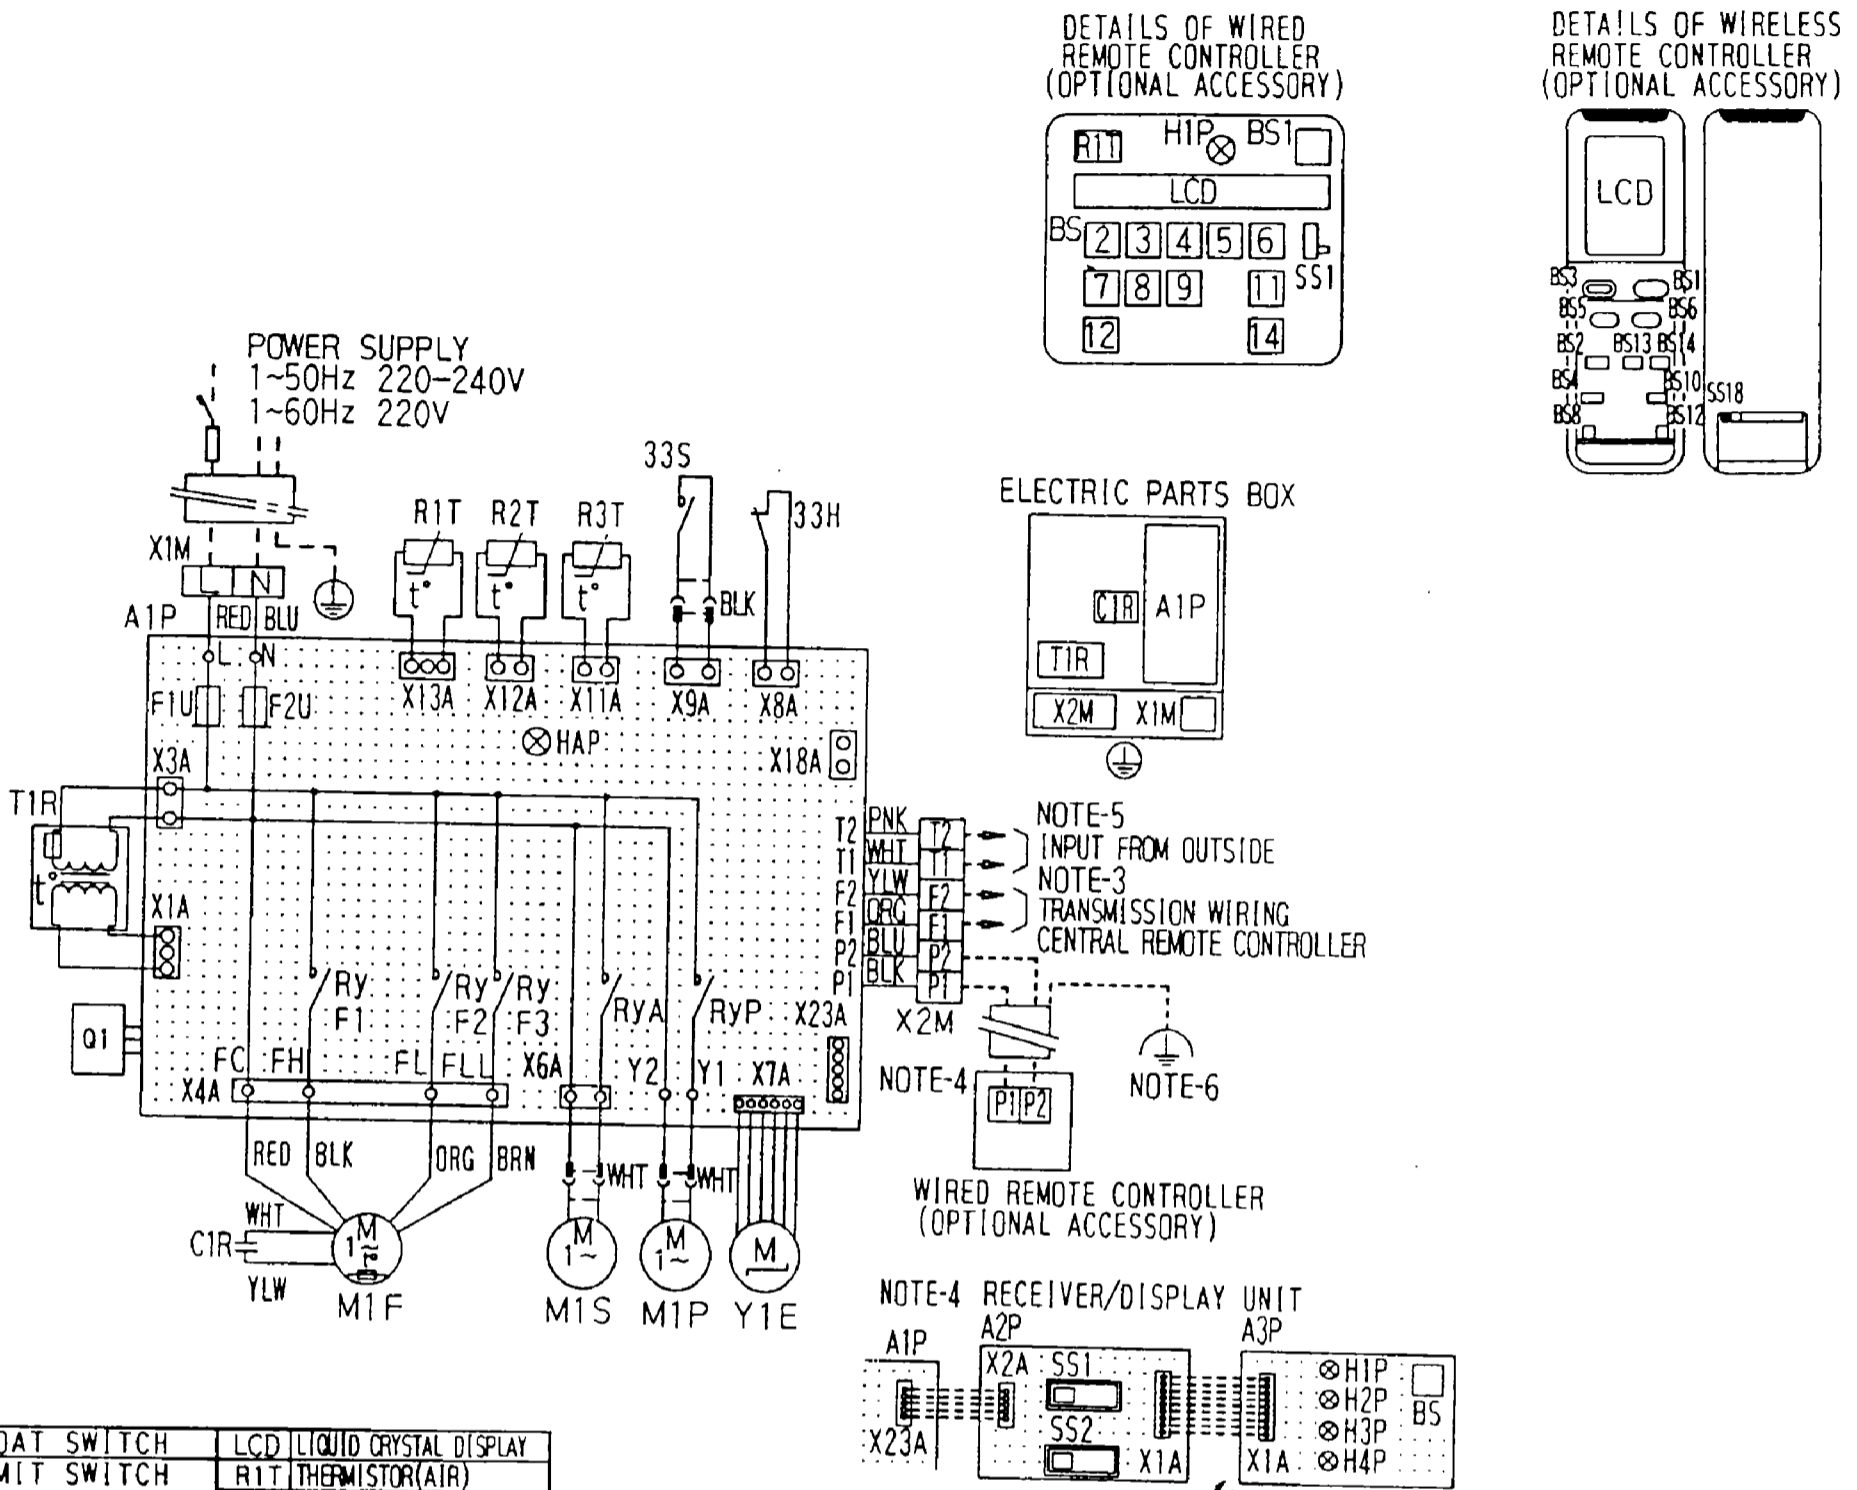 DETAILS OF WIRED
REMOTE CONTROLLER
(OPTIONAL ACCESSORY)
R1T H1P BS1
LCD
BS 2 3 4 5 6
SS1
7 8 9 11
12 14
DETAILS OF WIRELESS
REMOTE CONTROLLER
(OPTIONAL ACCESSORY)
LCD
BS3 BS1
BS5 BS6
BS2 BS13 BS14
BS4 BS10
BS8 BS12
SS18
POWER SUPPLY
1~50Hz 220-240V
1~60Hz 220V
X1M
L N
A1P RED BLU
L N
F1U F2U
R1T R2T R3T
t° t° t°
33S
33H
BLK
X13A X12A X11A X9A X8A
HAP
X18A
X3A
T1R
t°
X1A
Q1
Ry F1
Ry F2
Ry F3
RyA
RyP
X23A
FC FH FL FLL X6A Y2 Y1 X7A
X4A
RED BLK ORG BRN
WHT WHT
WHT
C1R
YLW
M 1~
M 1~
M 1~
M
M1F M1S M1P Y1E
ELECTRIC PARTS BOX
C1R A1P
T1R
X2M X1M
T2 PNK T2
T1 WHT T1
F2 YLW F2
F1 ORG F1
P2 BLU P2
P1 BLK P1
X2M
NOTE-5
INPUT FROM OUTSIDE
NOTE-3
TRANSMISSION WIRING
CENTRAL REMOTE CONTROLLER
NOTE-4
P1 P2
NOTE-6
WIRED REMOTE CONTROLLER
(OPTIONAL ACCESSORY)
NOTE-4 RECEIVER/DISPLAY UNIT
A1P A2P A3P
X23A
X2A SS1
SS2
X1A
X1A
H1P
H2P
H3P
H4P
BS
OAT SWITCH LCD LIQUID CRYSTAL DISPLAY
MIT SWITCH R1T THERMISTOR(AIR)